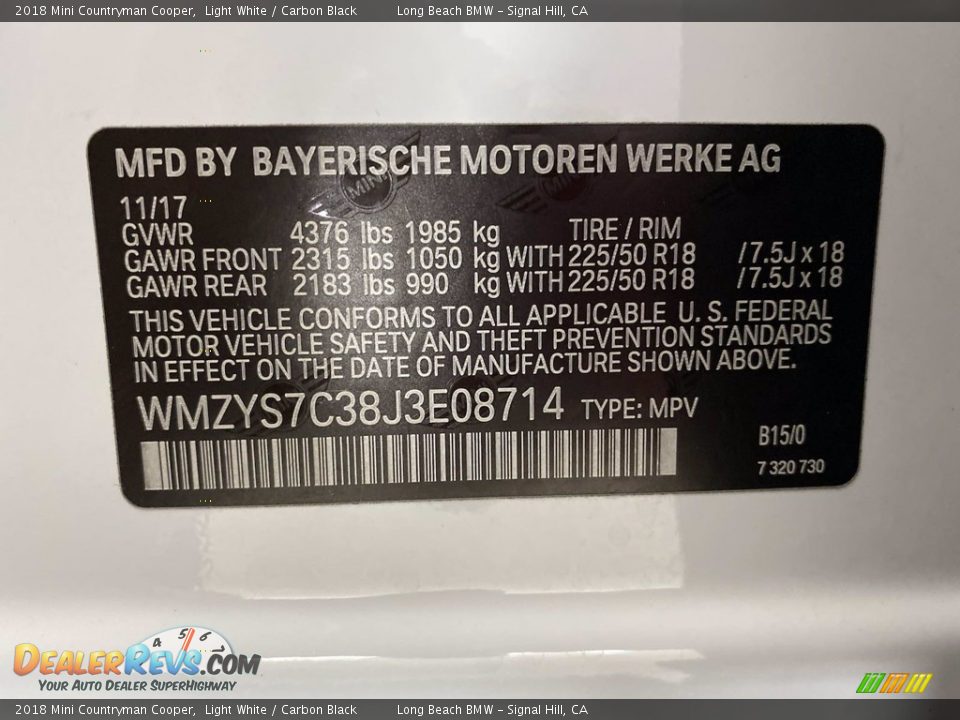 2018 Mini Countryman Cooper, Light White / Carbon Black Long Beach BMW - Signal Hill, CA
MFD BY BAYERISCHE MOTOREN WERKE AG
MINI
11/17
GVWR 4376 lbs 1985 kg TIRE / RIM
GAWR FRONT 2315 lbs 1050 kg WITH 225/50 R18 /7.5J x 18
GAWR REAR 2183 lbs 990 kg WITH 225/50 R18 /7.5J x 18
THIS VEHICLE CONFORMS TO ALL APPLICABLE U. S. FEDERAL
MOTOR VEHICLE SAFETY AND THEFT PREVENTION STANDARDS
IN EFFECT ON THE DATE OF MANUFACTURE SHOWN ABOVE.
WMZYS7C38J3E08714 TYPE: MPV
B15/0
7 320 730
4 5 6 7
DEALERREVS.COM
YOUR AUTO DEALER SUPERHIGHWAY
2018 Mini Countryman Cooper, Light White / Carbon Black Long Beach BMW - Signal Hill, CA